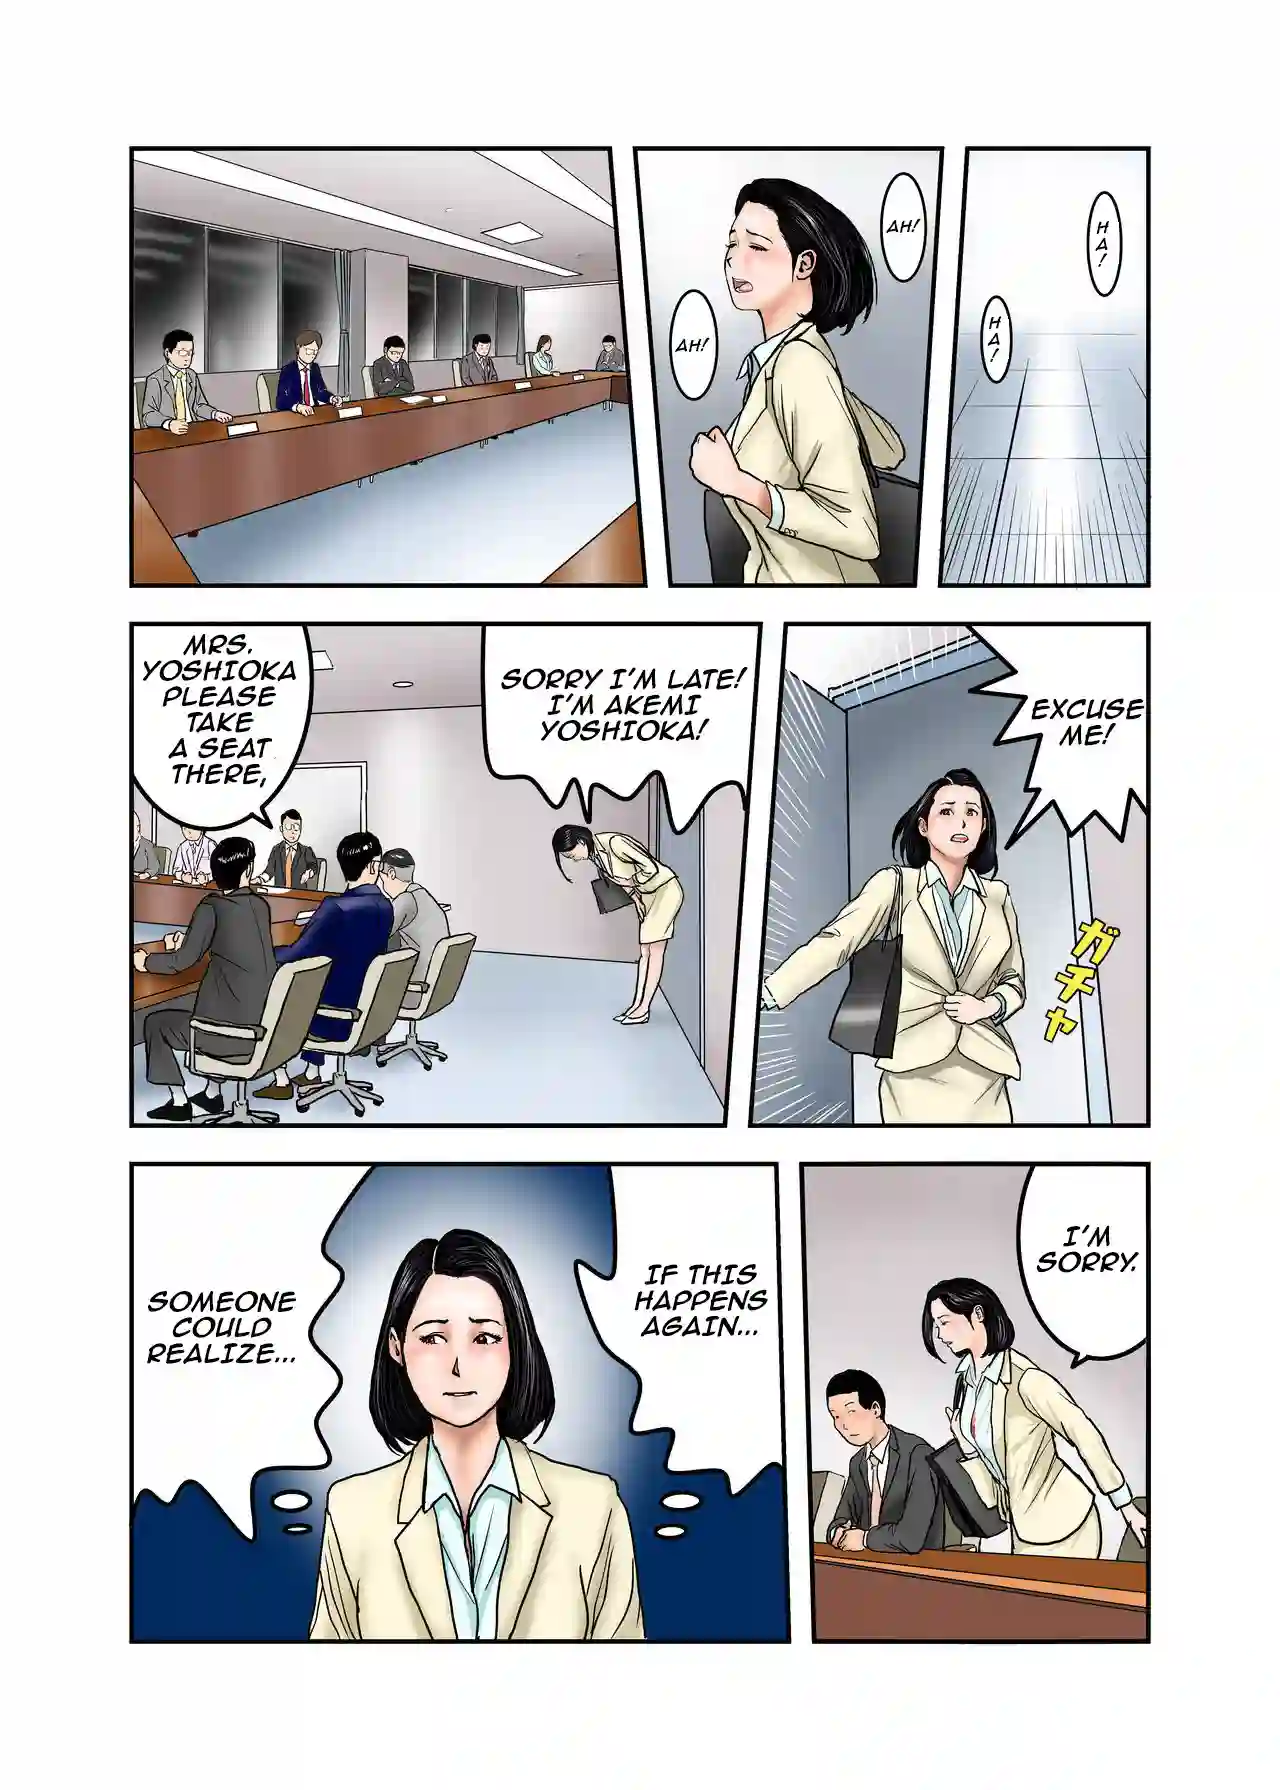 HA!
HA!
AH!
AH!
EXCUSE
ME!
ガチャ
SORRY I'M LATE!
I'M AKEMI
YOSHIOKA!
MRS.
YOSHIOKA
PLEASE
TAKE
A SEAT
THERE,
I'M
SORRY.
IF THIS
HAPPENS
AGAIN...
SOMEONE
COULD
REALIZE...